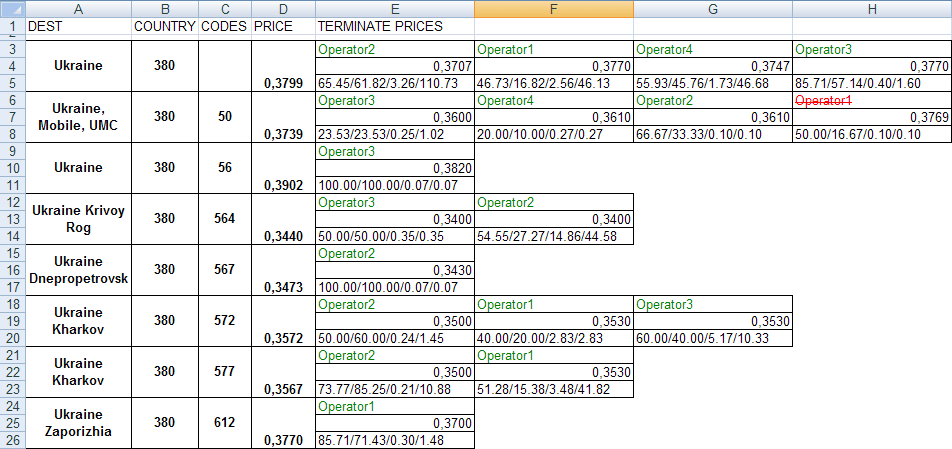 A B C D E F G H
1 DEST COUNTRY CODES PRICE TERMINATE PRICES
3 Operator2 Operator1 Operator4 Operator3
4 Ukraine 380 0,3707 0,3770 0,3747 0,3770
5 0,3799 65.45/61.82/3.26/110.73 46.73/16.82/2.56/46.13 55.93/45.76/1.73/46.68 85.71/57.14/0.40/1.60
6 Ukraine, Operator3 Operator4 Operator2 Operator1
7 Mobile, UMC 380 50 0,3600 0,3610 0,3610 0,3769
8 0,3739 23.53/23.53/0.25/1.02 20.00/10.00/0.27/0.27 66.67/33.33/0.10/0.10 50.00/16.67/0.10/0.10
9 Operator3
10 Ukraine 380 56 0,3820
11 0,3902 100.00/100.00/0.07/0.07
12 Ukraine Krivoy Operator3 Operator2
13 Rog 380 564 0,3400 0,3400
14 0,3440 50.00/50.00/0.35/0.35 54.55/27.27/14.86/44.58
15 Ukraine Operator2
16 Dnepropetrovsk 380 567 0,3430
17 0,3473 100.00/100.00/0.07/0.07
18 Ukraine Operator2 Operator1 Operator3
19 Kharkov 380 572 0,3500 0,3530 0,3530
20 0,3572 50.00/60.00/0.24/1.45 40.00/20.00/2.83/2.83 60.00/40.00/5.17/10.33
21 Ukraine Operator2 Operator1
22 Kharkov 380 577 0,3500 0,3530
23 0,3567 73.77/85.25/0.21/10.88 51.28/15.38/3.48/41.82
24 Ukraine Operator1
25 Zaporizhia 380 612 0,3700
26 0,3770 85.71/71.43/0.30/1.48